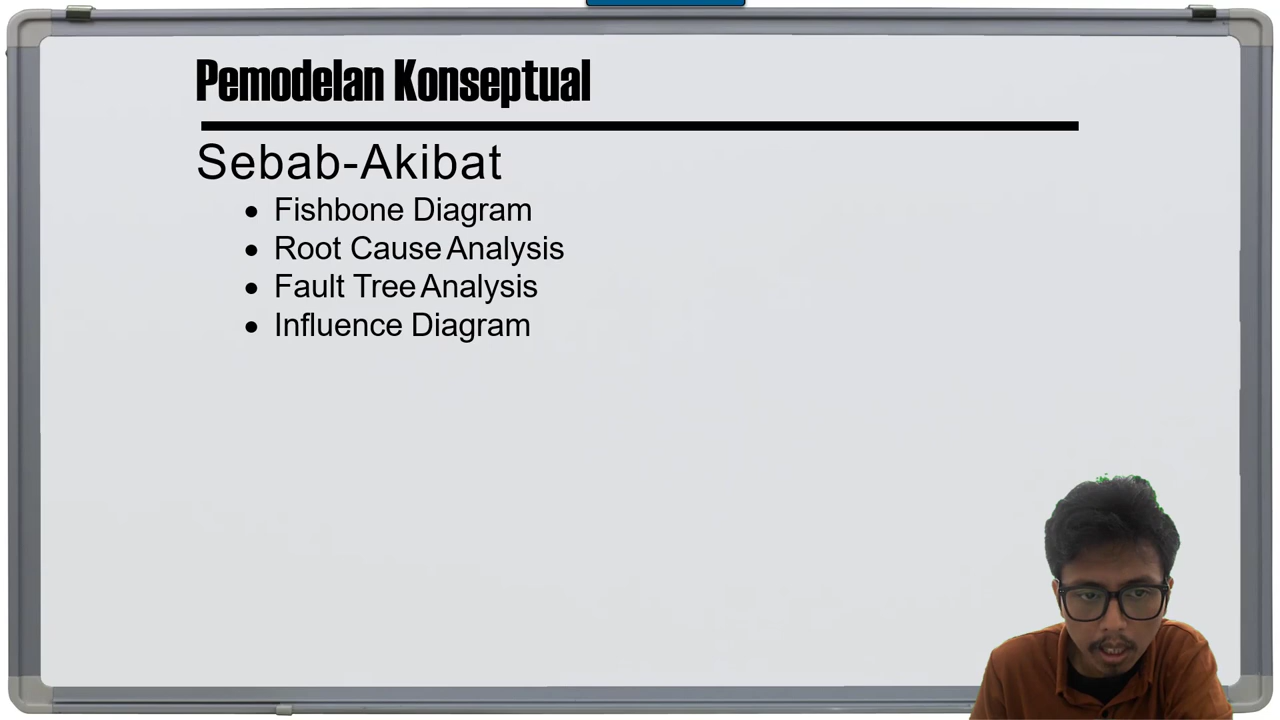 Pemodelan Konseptual
Sebab-Akibat
• Fishbone Diagram
• Root Cause Analysis
• Fault Tree Analysis
• Influence Diagram